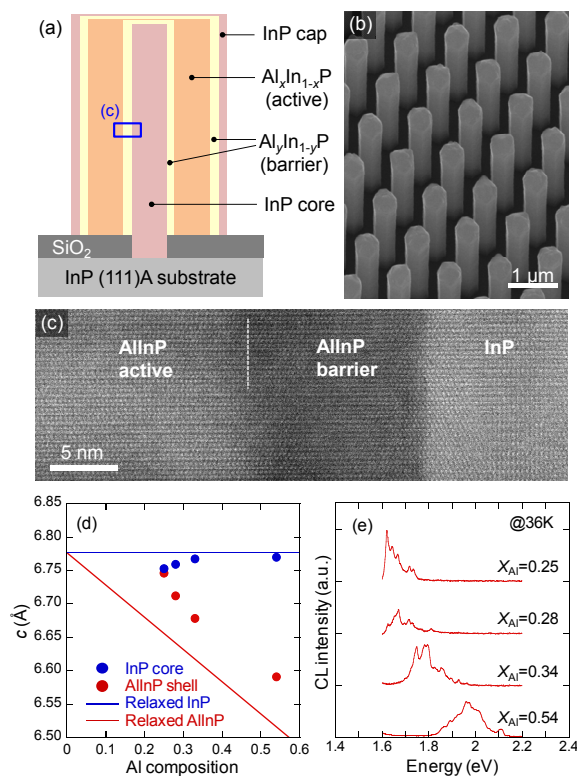 (a)
InP cap
AlxIn1-xP
(active)
(c)
AlyIn1-yP
(barrier)
InP core
SiO2
InP (111)A substrate
(b)
1 µm
(c)
AlInP
active
AlInP
barrier
InP
5 nm
(d)
6.85
6.80
6.75
6.70
6.65
6.60
6.55
6.50
c (Å)
InP core
AlInP shell
Relaxed InP
Relaxed AlInP
0 0.1 0.2 0.3 0.4 0.5 0.6
Al composition
(e)
@36K
XAl=0.25
XAl=0.28
XAl=0.34
XAl=0.54
CL intensity (a.u.)
1.4 1.6 1.8 2 2.2 2.4
Energy (eV)